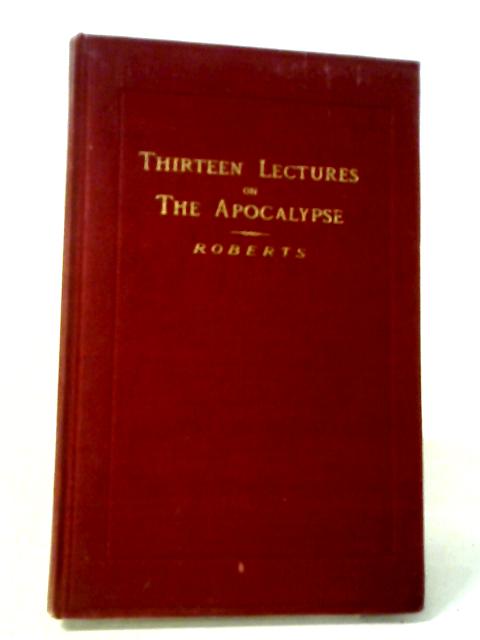 THIRTEEN LECTURES
ON
THE APOCALYPSE
ROBERTS